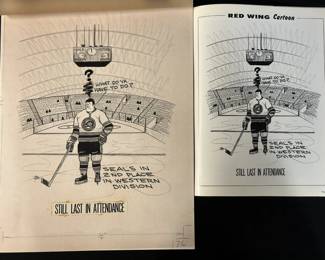 ?
WHAT DO YA
HAVE TO DO?
SEALS IN
2ND PLACE
IN WESTERN
DIVISION
STILL LAST IN ATTENDANCE
RED WING Cartoon
?
WHAT DO YA
HAVE TO DO?
SEALS IN
2ND PLACE
IN WESTERN
DIVISION
STILL LAST IN ATTENDANCE